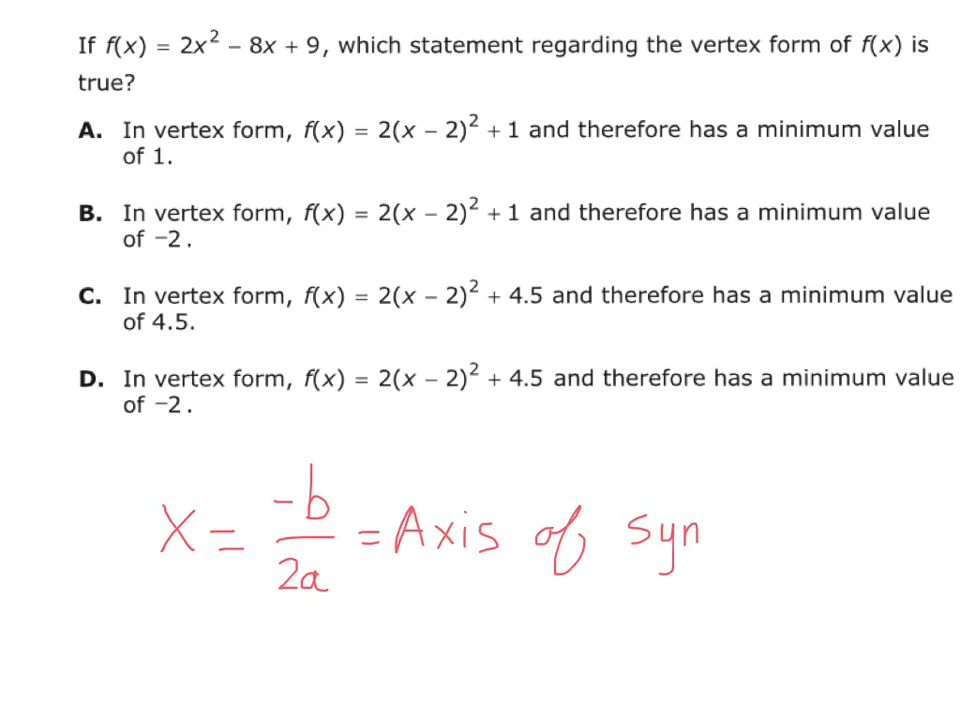 If f(x) = 2x² – 8x + 9, which statement regarding the vertex form of f(x) is
true?
A. In vertex form, f(x) = 2(x – 2)² + 1 and therefore has a minimum value
of 1.
B. In vertex form, f(x) = 2(x – 2)² + 1 and therefore has a minimum value
of –2.
C. In vertex form, f(x) = 2(x – 2)² + 4.5 and therefore has a minimum value
of 4.5.
D. In vertex form, f(x) = 2(x – 2)² + 4.5 and therefore has a minimum value
of –2.
X = -b/2a = Axis of syn